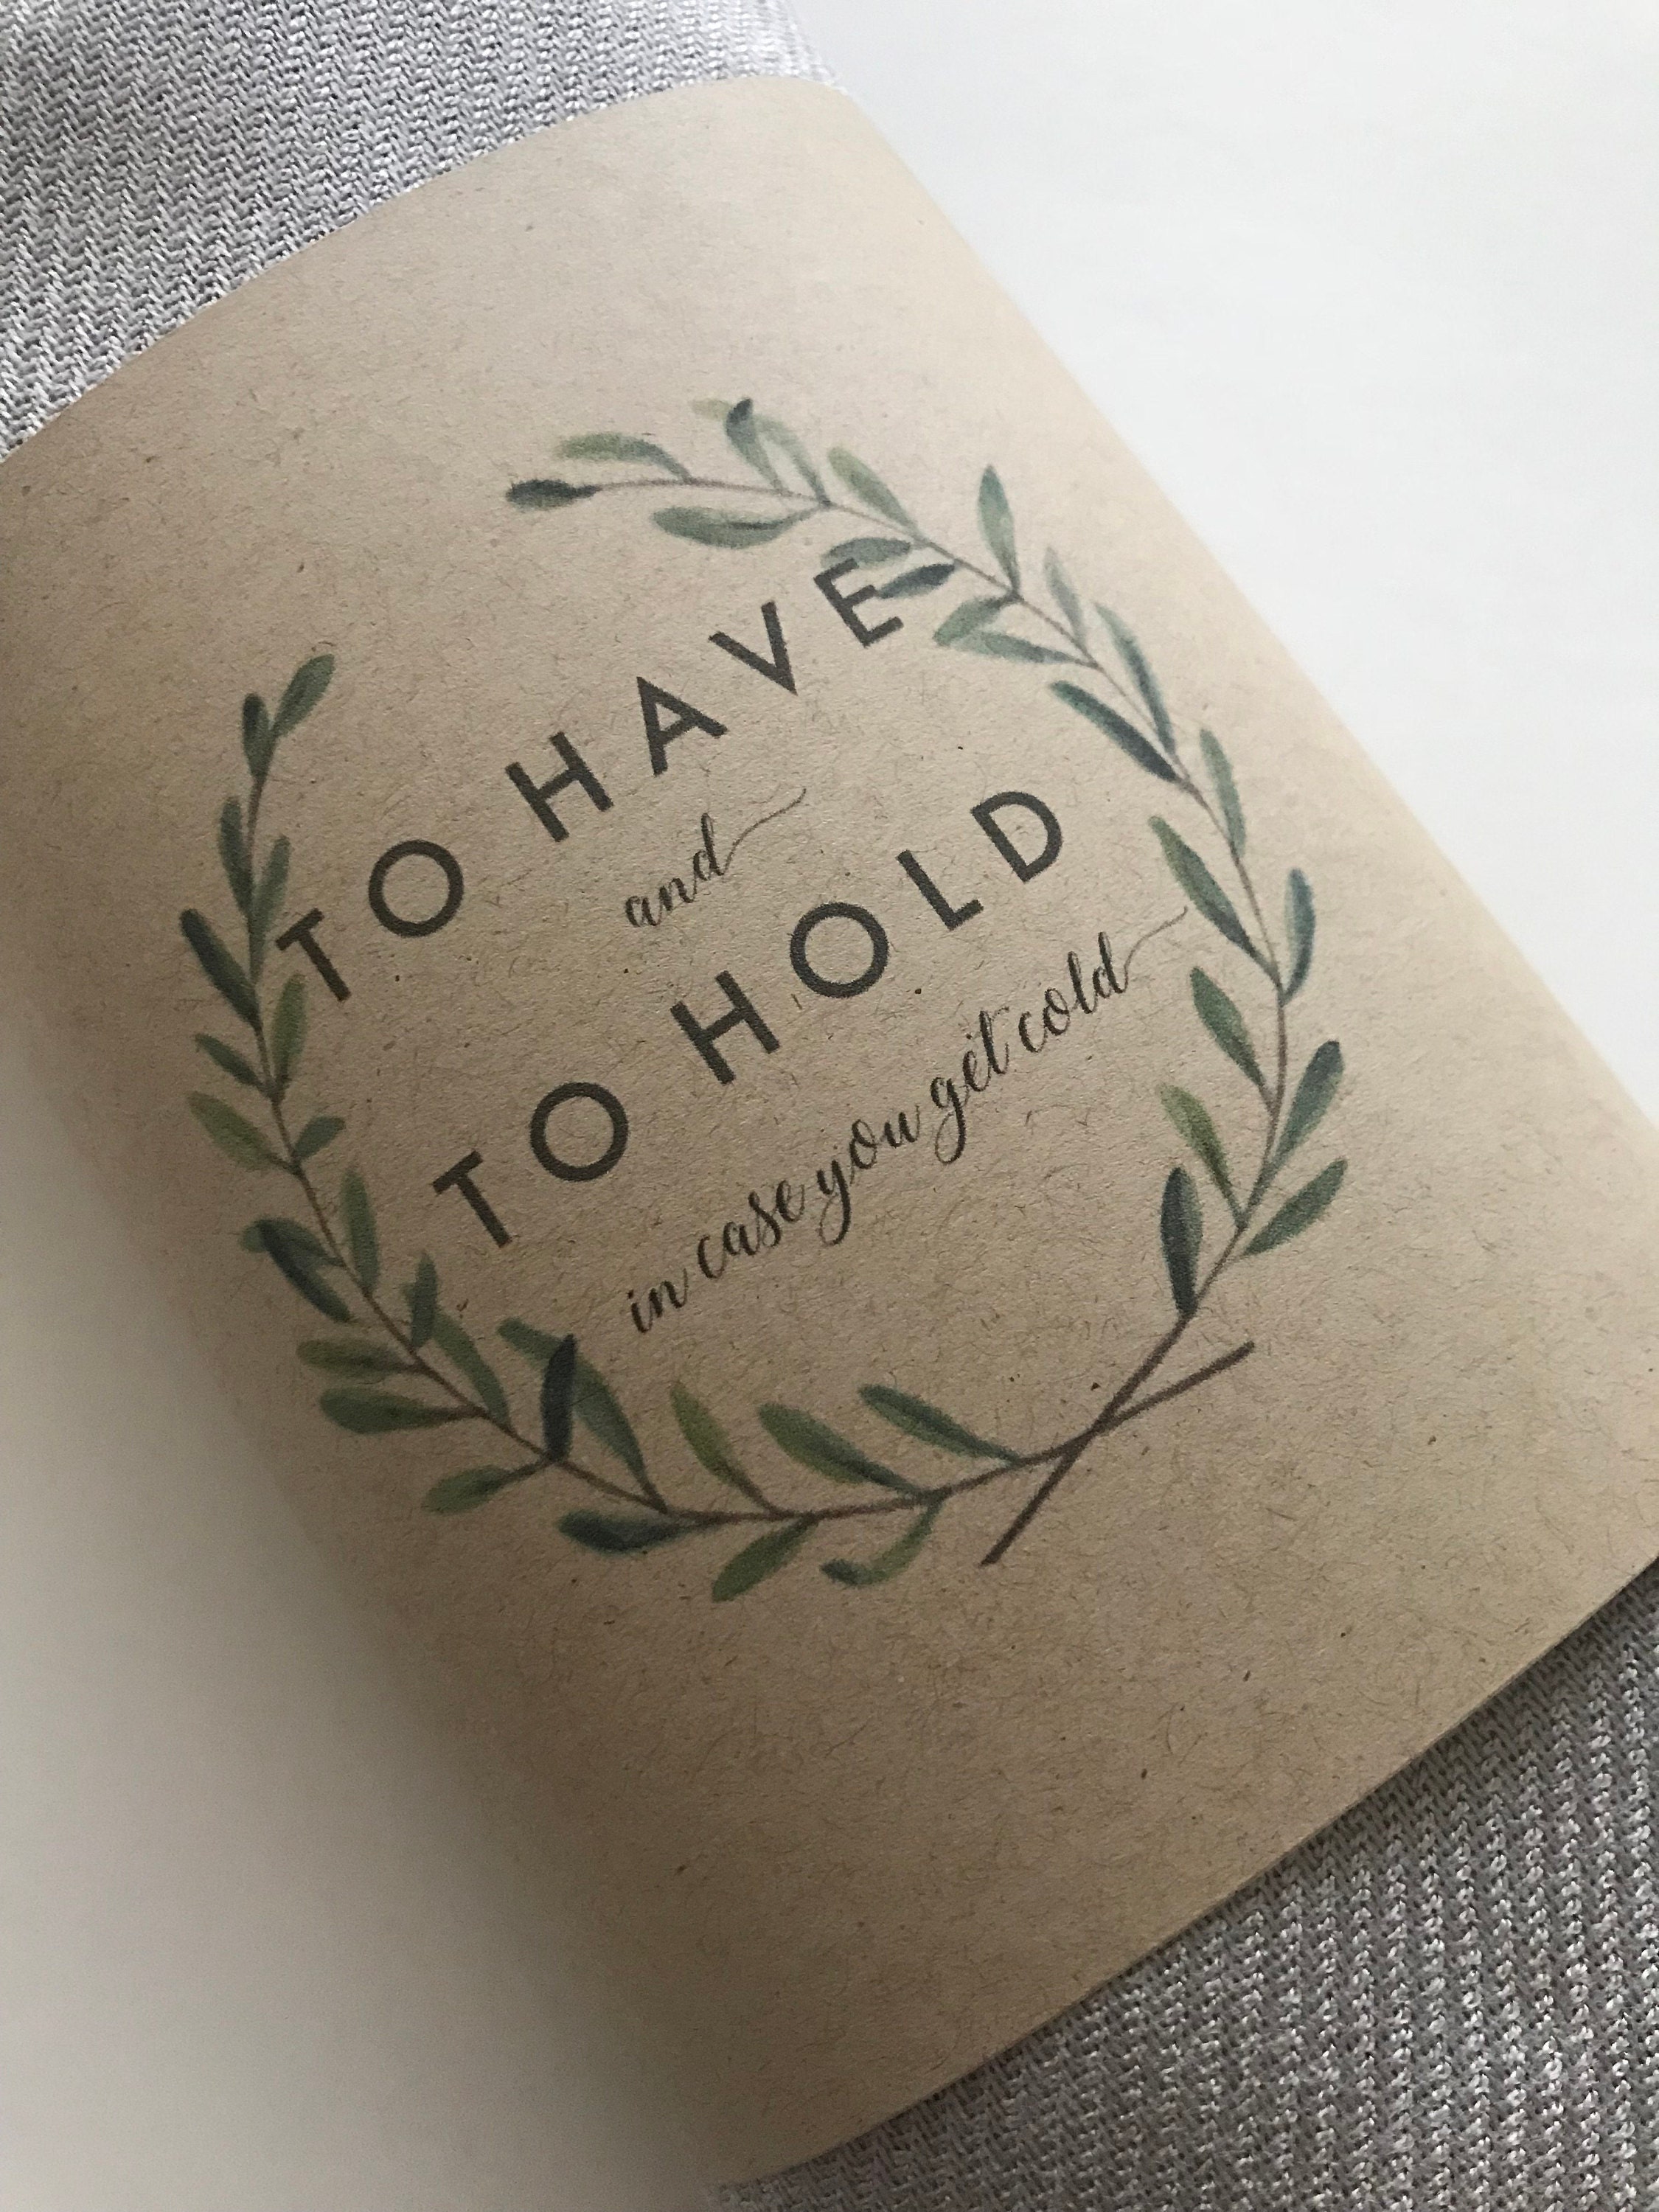 TO HAVE
and
TO HOLD
in case you get cold